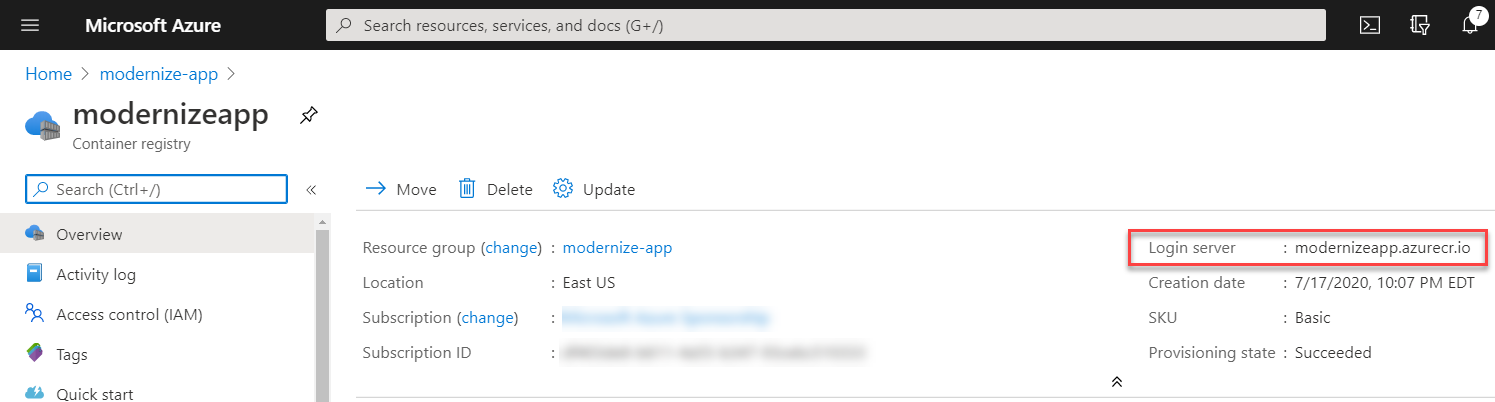 Microsoft Azure
Search resources, services, and docs (G+/)
7
Home > modernize-app >
modernizeapp
Container registry
Search (Ctrl+/)
«
Move Delete Update
Overview
Activity log
Access control (IAM)
Tags
Quick start
Resource group (change) : modernize-app
Location : East US
Subscription (change) :
Subscription ID :
Login server : modernizeapp.azurecr.io
Creation date : 7/17/2020, 10:07 PM EDT
SKU : Basic
Provisioning state : Succeeded